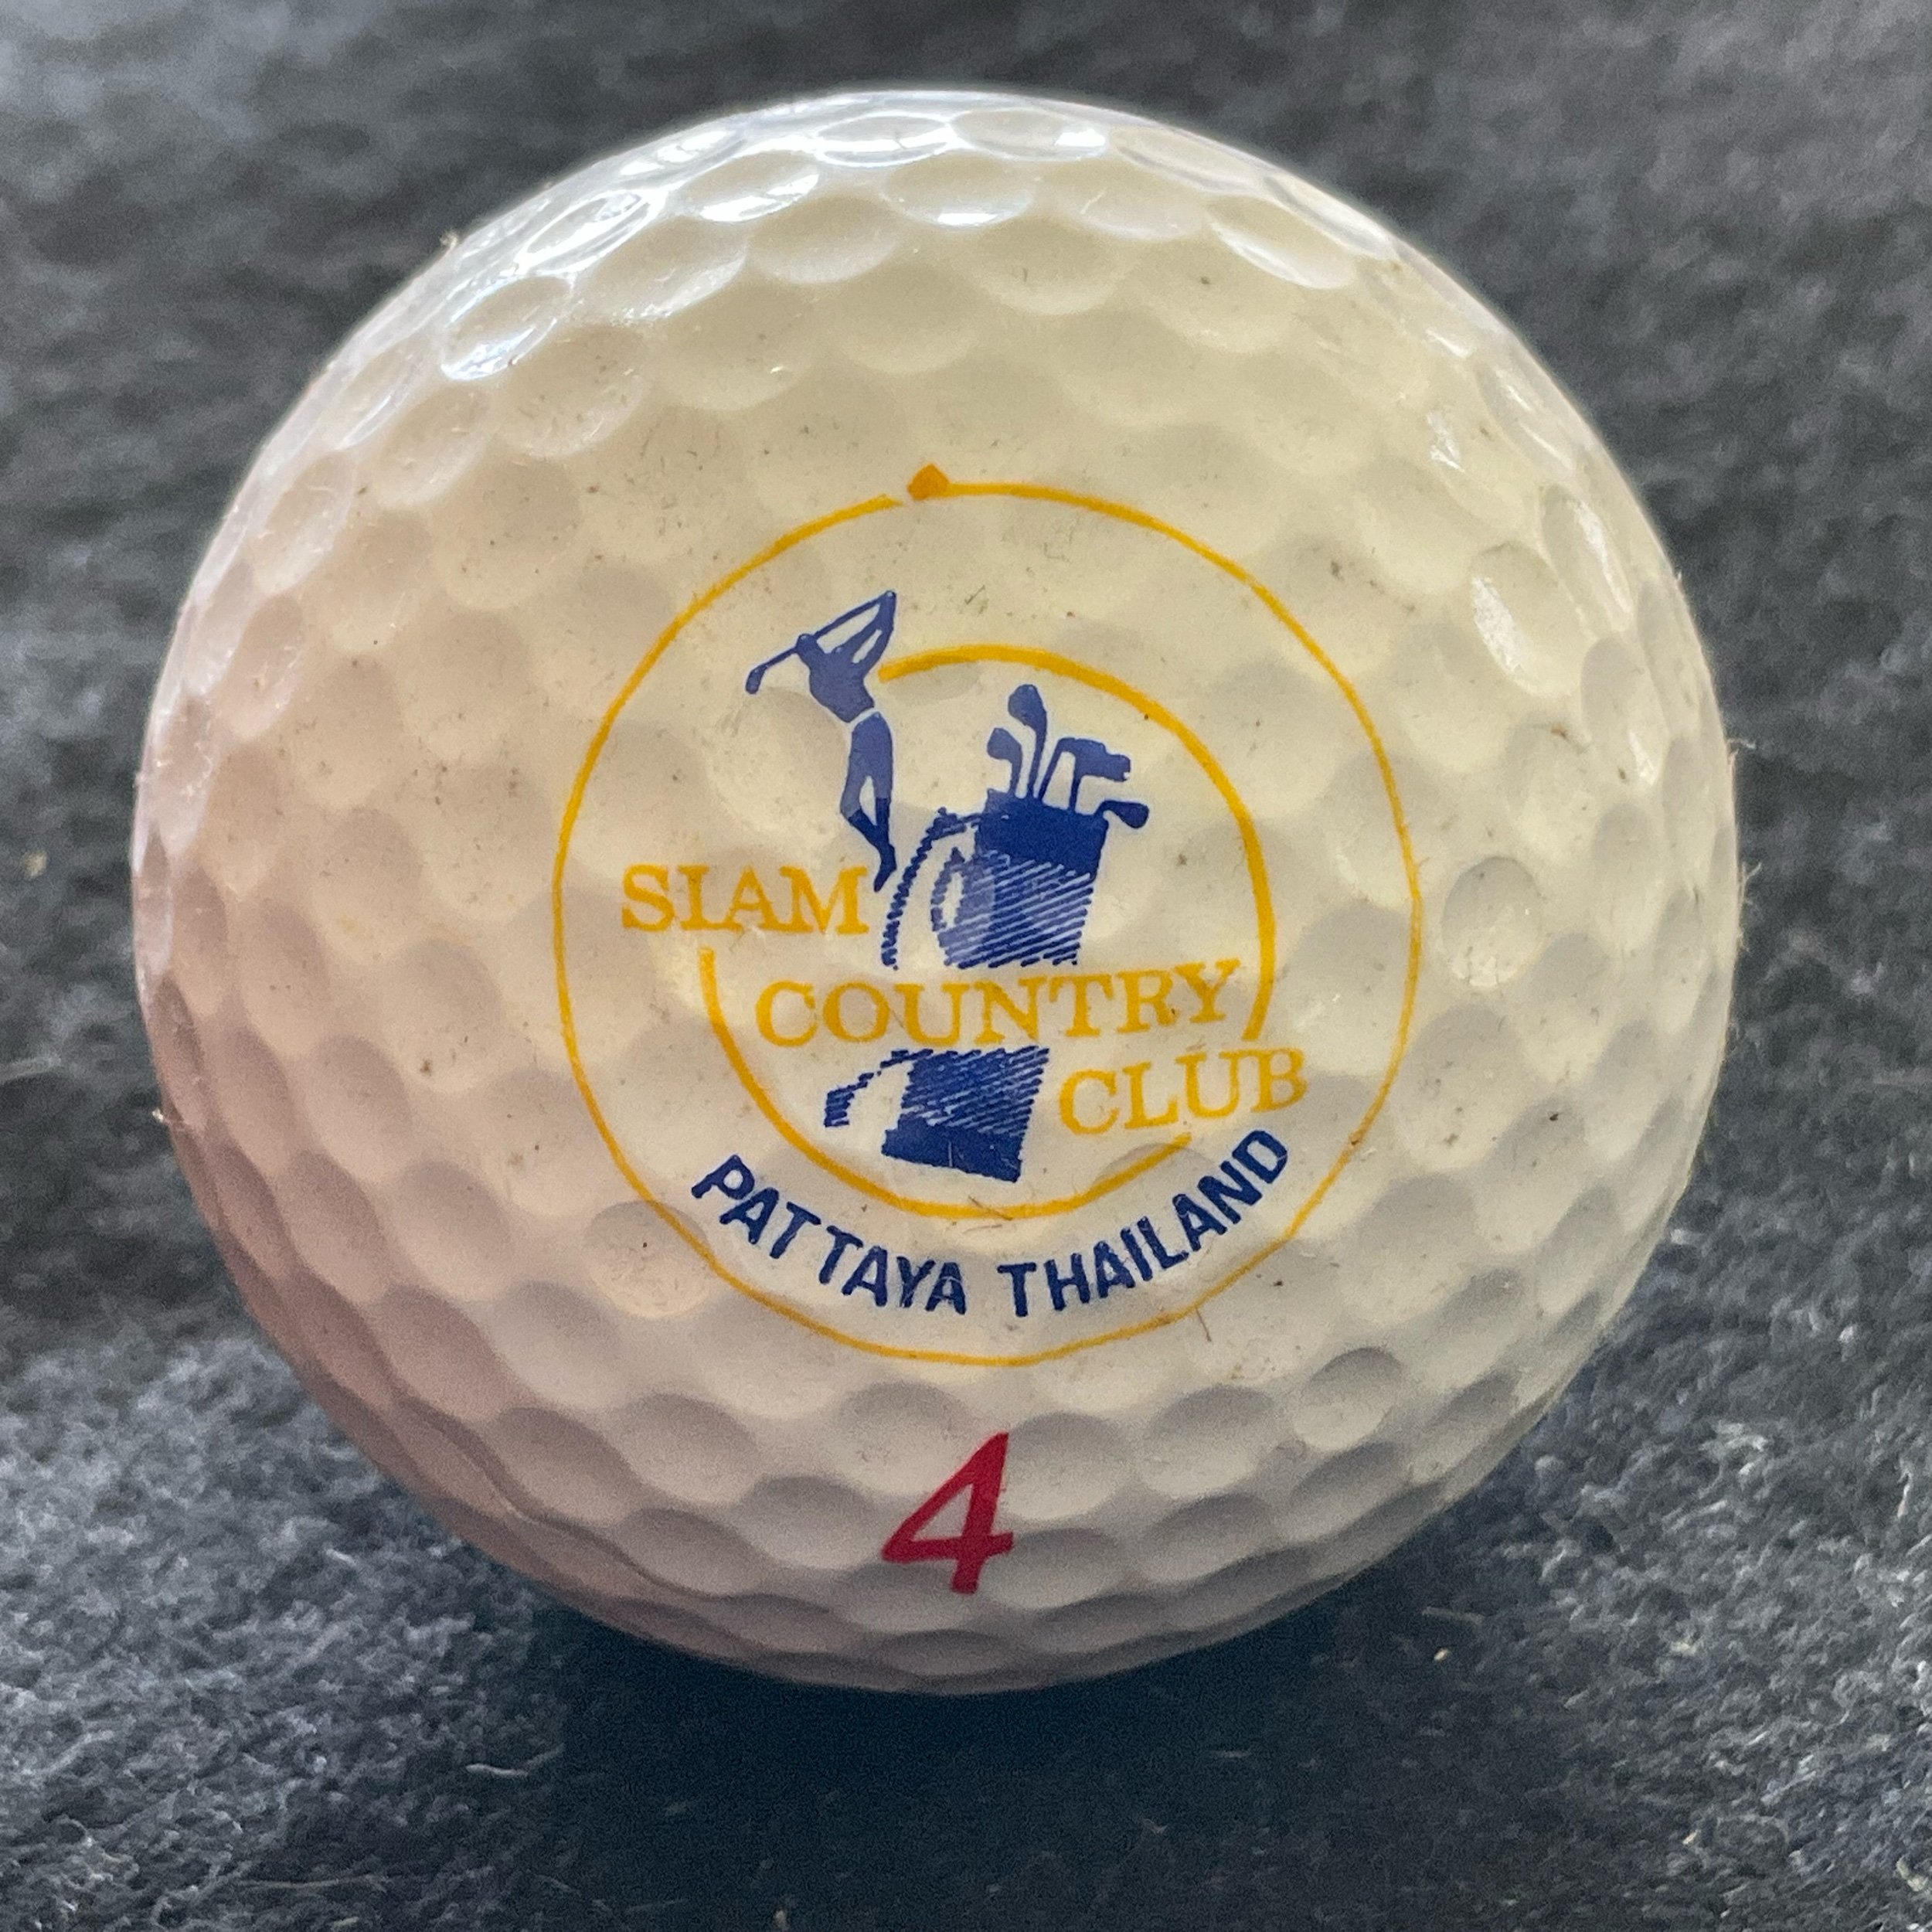 SIAM
COUNTRY
CLUB
PATTAYA THAILAND
4